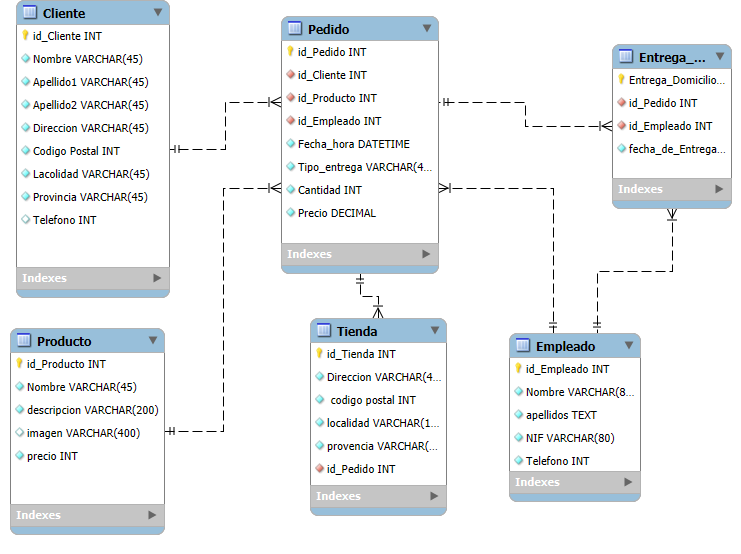 Cliente
id_Cliente INT
Nombre VARCHAR(45)
Apellido1 VARCHAR(45)
Apellido2 VARCHAR(45)
Direccion VARCHAR(45)
Codigo Postal INT
Lacolidad VARCHAR(45)
Provincia VARCHAR(45)
Telefono INT
Indexes
Pedido
id_Pedido INT
id_Cliente INT
id_Producto INT
id_Empleado INT
Fecha_hora DATETIME
Tipo_entrega VARCHAR(4...
Cantidad INT
Precio DECIMAL
Indexes
Entrega_...
Entrega_Domicilio...
id_Pedido INT
id_Empleado INT
fecha_de_Entrega...
Indexes
Producto
id_Producto INT
Nombre VARCHAR(45)
descripcion VARCHAR(200)
imagen VARCHAR(400)
precio INT
Indexes
Tienda
id_Tienda INT
Direccion VARCHAR(4...
codigo postal INT
localidad VARCHAR(1...
provencia VARCHAR(...
id_Pedido INT
Indexes
Empleado
id_Empleado INT
Nombre VARCHAR(8...
apellidos TEXT
NIF VARCHAR(80)
Telefono INT
Indexes